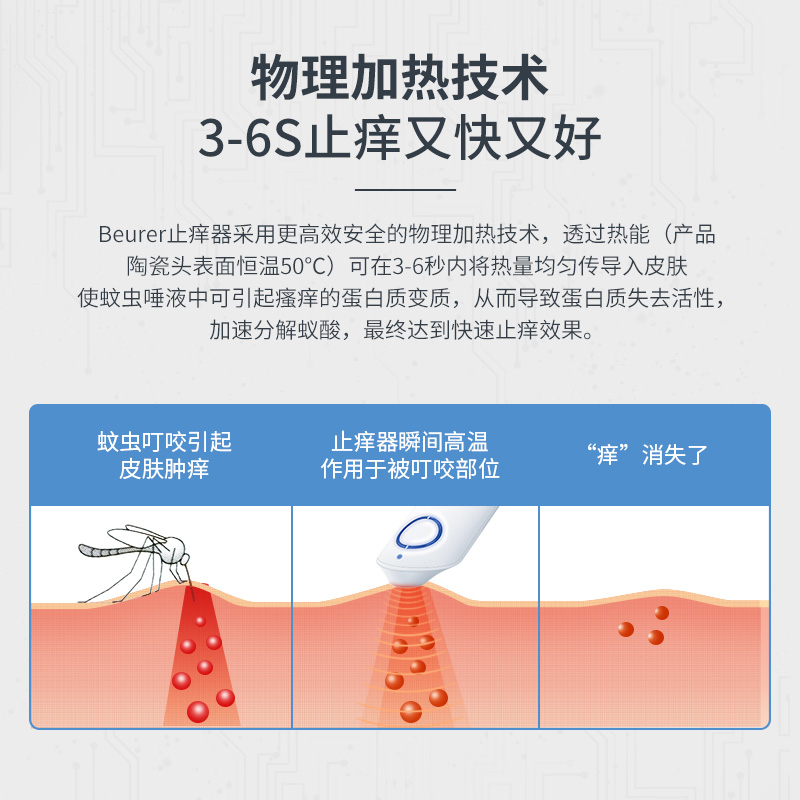 物理加热技术
3-6S止痒又快又好
Beurer止痒器采用更高效安全的物理加热技术，透过热能（产品
陶瓷头表面恒温50℃）可在3-6秒内将热量均匀传导入皮肤
使蚊虫唾液中可引起瘙痒的蛋白质变质，从而导致蛋白质失去活性，
加速分解蚁酸，最终达到快速止痒效果。
蚊虫叮咬引起
皮肤肿痒
止痒器瞬间高温
作用于被叮咬部位
“痒”消失了